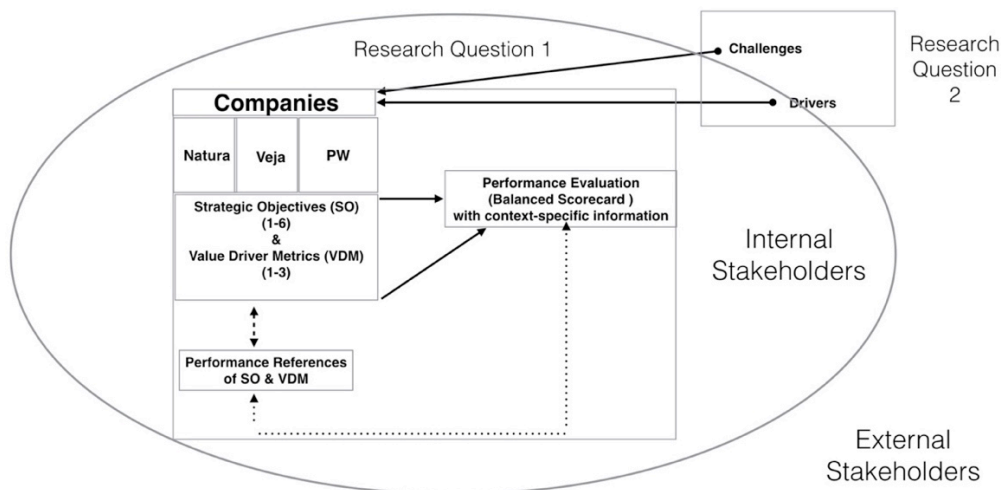 Research Question 1
Challenges
Research
Question
2
Drivers
Companies
Natura
Veja
PW
Strategic Objectives (SO)
(1-6)
&
Value Driver Metrics (VDM)
(1-3)
Performance Evaluation
(Balanced Scorecard )
with context-specific information
Internal
Stakeholders
Performance References
of SO & VDM
External
Stakeholders